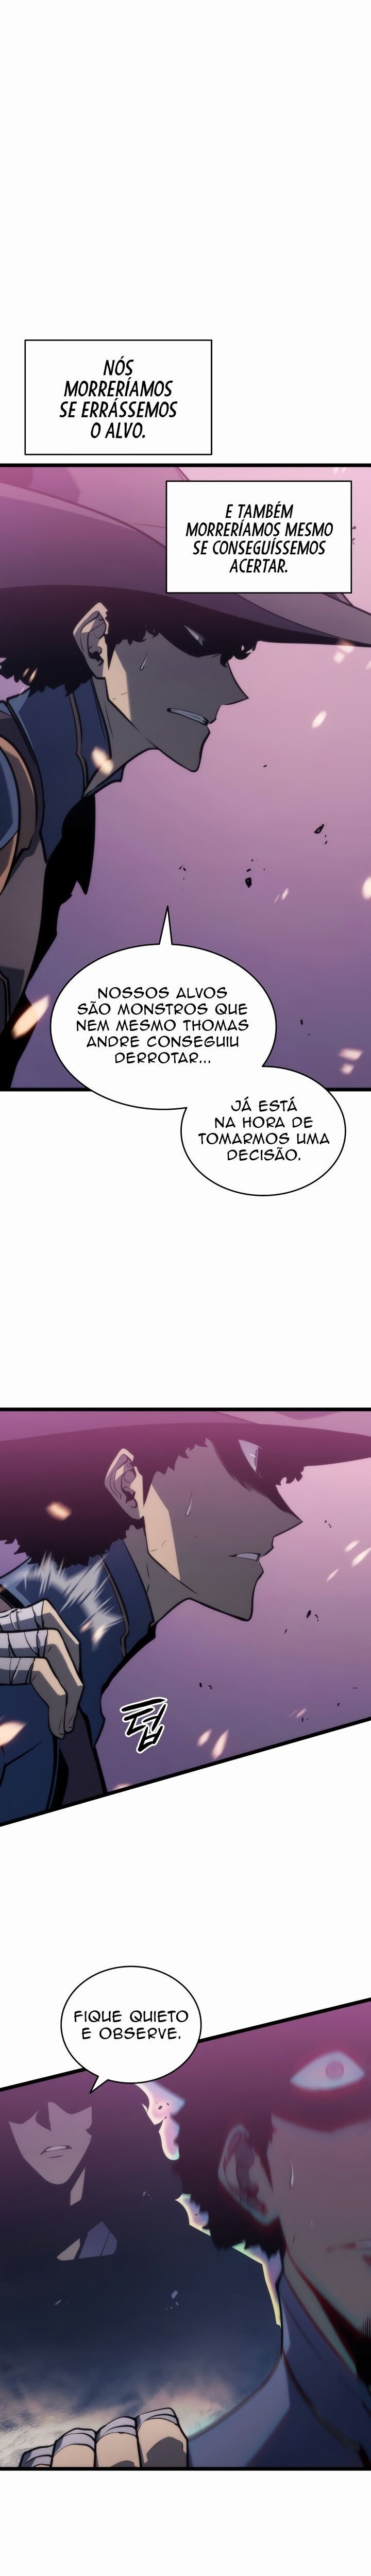 NÓS
MORRERÍAMOS
SE ERRÁSSEMOS
O ALVO.
E TAMBÉM
MORRERÍAMOS MESMO
SE CONSEGUÍSSEMOS
ACERTAR.
NOSSOS ALVOS
SÃO MONSTROS QUE
NEM MESMO THOMAS
ANDRE CONSEGUIU
DERROTAR...
JÁ ESTÁ
NA HORA DE
TOMARMOS UMA
DECISÃO.
텁
FIQUE QUIETO
E OBSERVE.